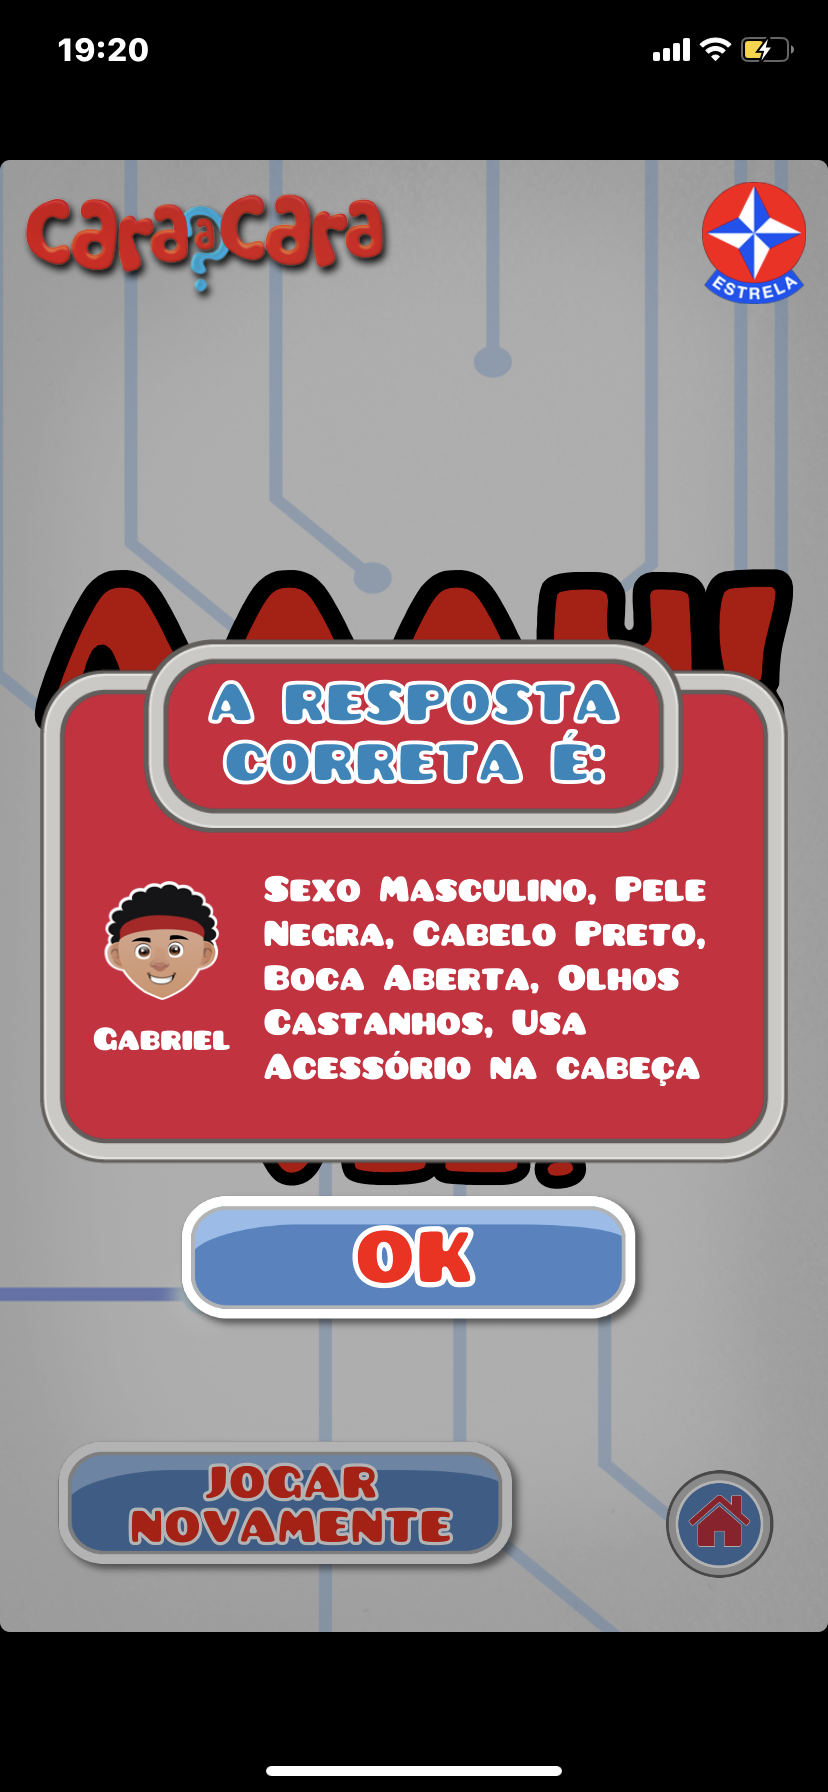 19:20
Cara a Cara
ESTRELA
A RESPOSTA
CORRETA É:
Sexo Masculino, Pele
Negra, Cabelo Preto,
Boca Aberta, Olhos
Castanhos, Usa
Acessório na cabeça
Gabriel
OK
JOGAR
NOVAMENTE